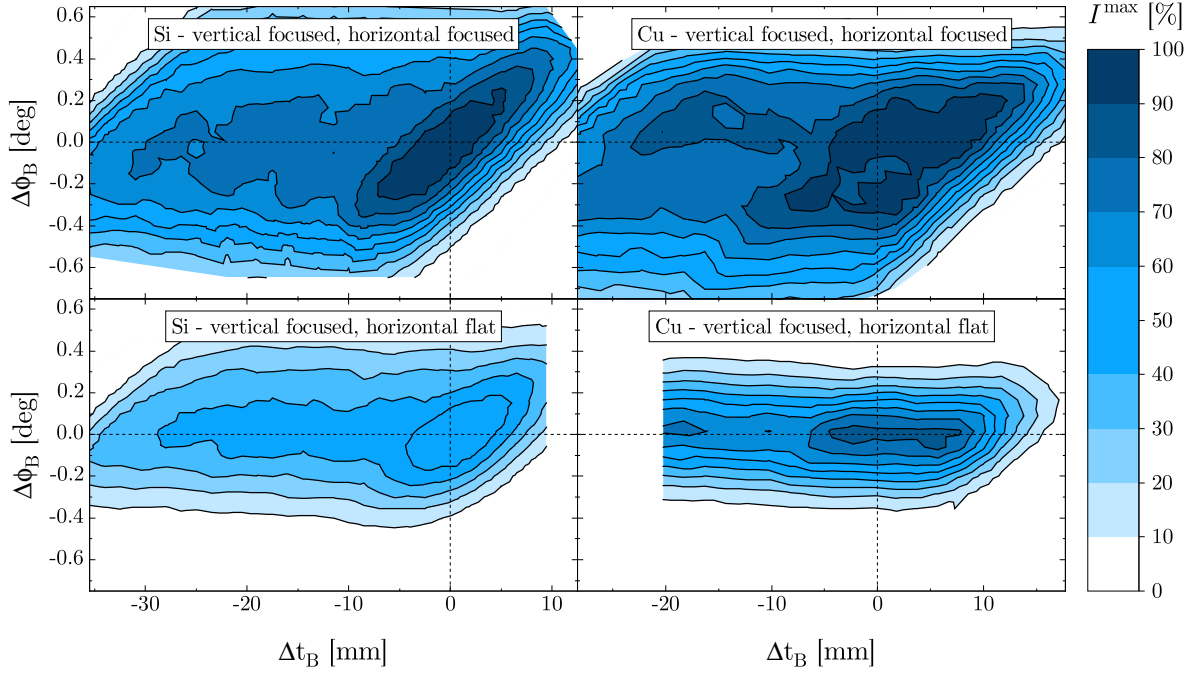 Si - vertical focused, horizontal focused
Cu - vertical focused, horizontal focused
I^max [%]
0.6
0.4
0.2
0.0
-0.2
-0.4
-0.6
Δϕ_B [deg]
100
90
80
70
60
50
40
30
20
10
0
Si - vertical focused, horizontal flat
Cu - vertical focused, horizontal flat
0.6
0.4
0.2
0.0
-0.2
-0.4
-0.6
Δϕ_B [deg]
-30 -20 -10 0 10
-20 -10 0 10
Δt_B [mm]
Δt_B [mm]